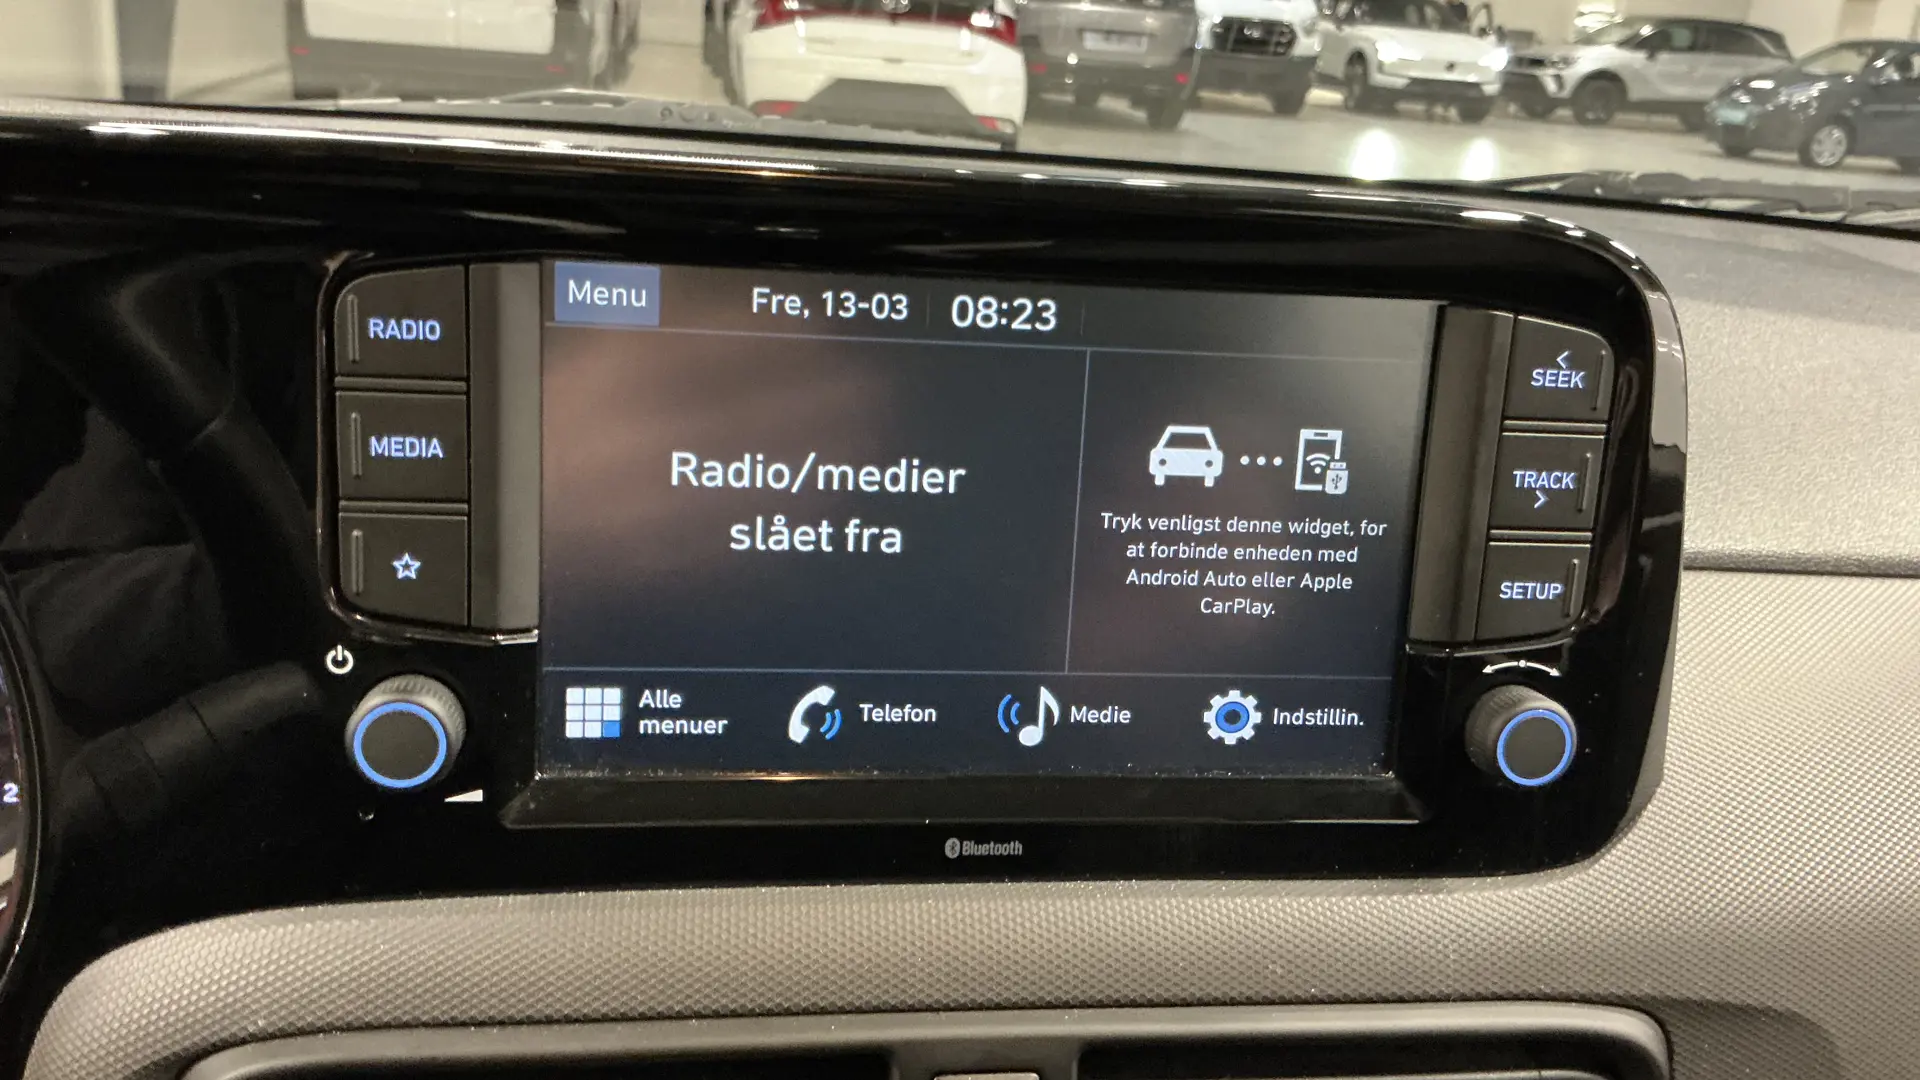 Menu
Fre, 13-03
08:23
RADIO
MEDIA
Radio/medier
slået fra
Tryk venligst denne widget, for
at forbinde enheden med
Android Auto eller Apple
CarPlay.
SEEK
TRACK
SETUP
Alle
menuer
Telefon
Medie
Indstillin.
Bluetooth
2